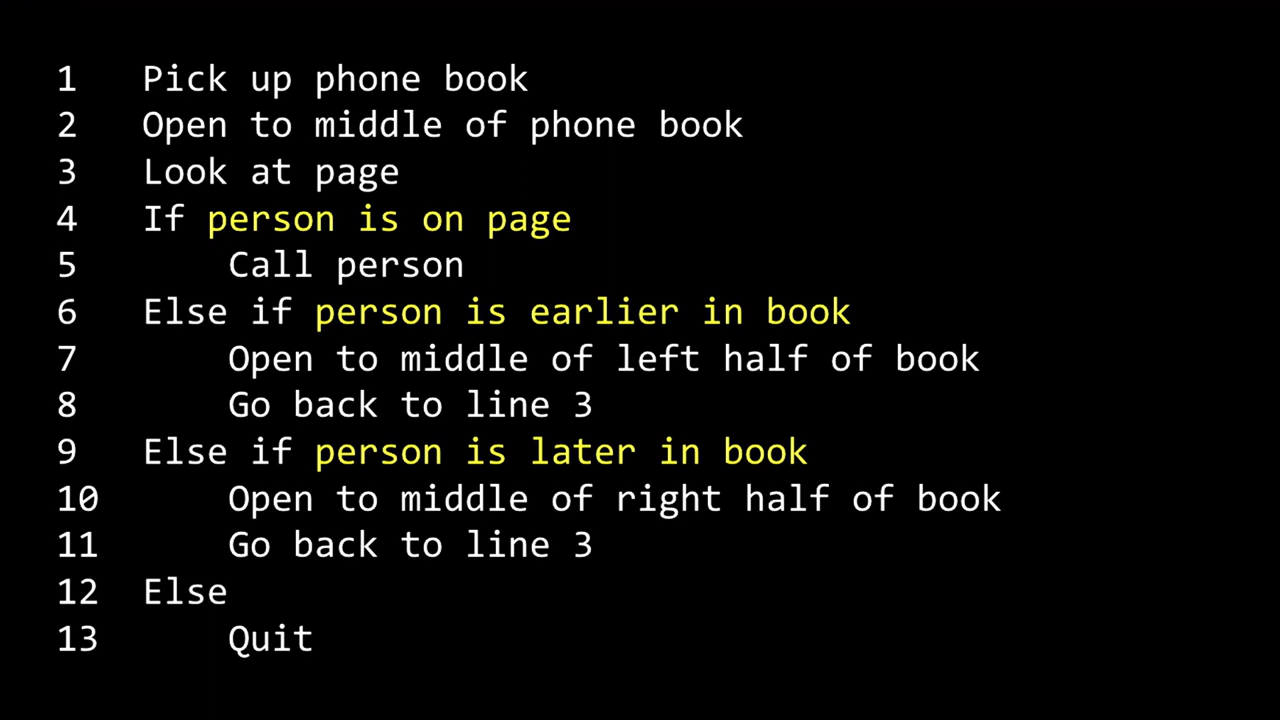 1 Pick up phone book
2 Open to middle of phone book
3 Look at page
4 If person is on page
5     Call person
6 Else if person is earlier in book
7     Open to middle of left half of book
8     Go back to line 3
9 Else if person is later in book
10     Open to middle of right half of book
11     Go back to line 3
12 Else
13     Quit